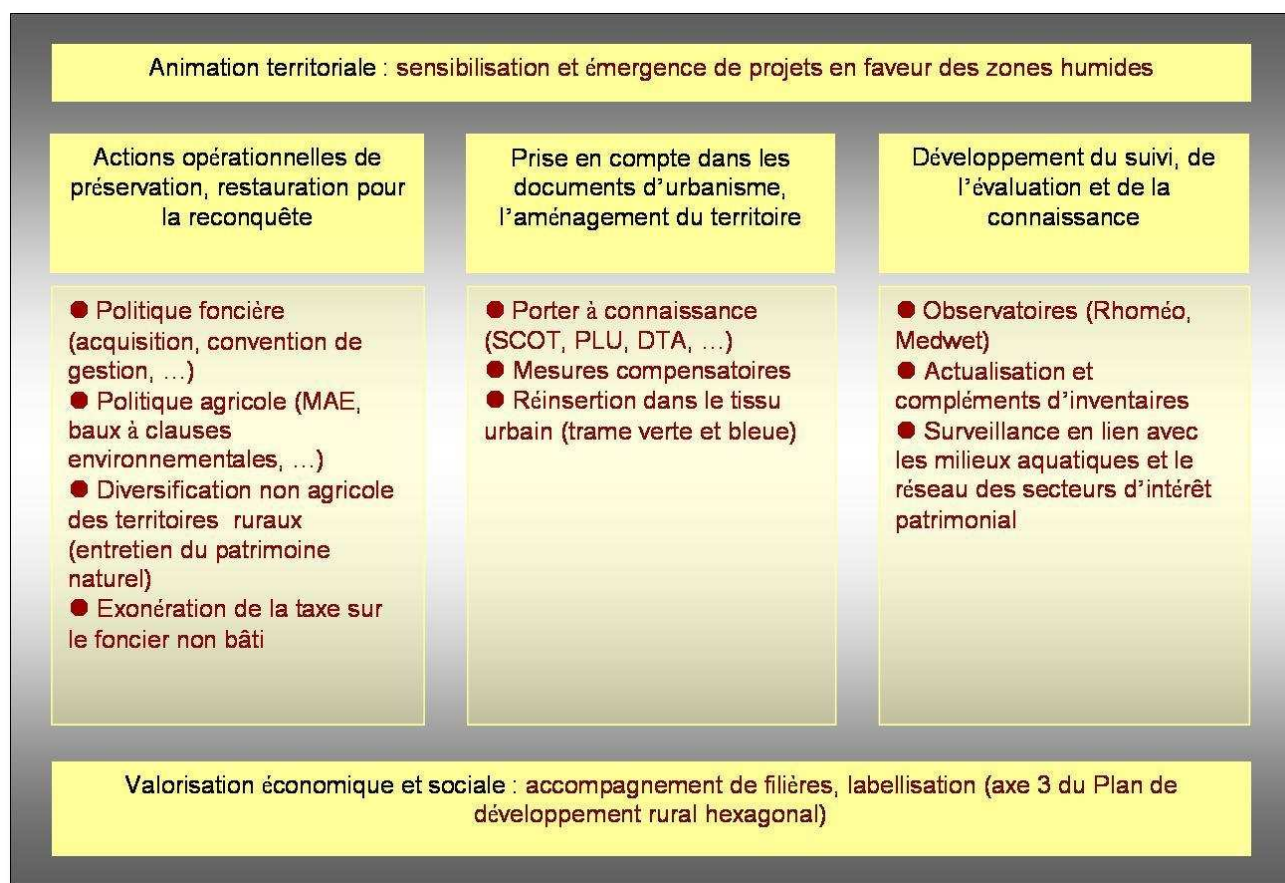 Animation territoriale : sensibilisation et émergence de projets en faveur des zones humides
Actions opérationnelles de
préservation, restauration pour
la reconquête
Prise en compte dans les
documents d’urbanisme,
l’aménagement du territoire
Développement du suivi, de
l’évaluation et de la
connaissance
● Politique foncière
(acquisition, convention de
gestion, …)
● Politique agricole (MAE,
baux à clauses
environnementales, …)
● Diversification non agricole
des territoires ruraux
(entretien du patrimoine
naturel)
● Exonération de la taxe sur
le foncier non bâti
● Porter à connaissance
(SCOT, PLU, DTA, …)
● Mesures compensatoires
● Réinsertion dans le tissu
urbain (trame verte et bleue)
● Observatoires (Rhoméo,
Medwet)
● Actualisation et
compléments d’inventaires
● Surveillance en lien avec
les milieux aquatiques et le
réseau des secteurs d’intérêt
patrimonial
Valorisation économique et sociale : accompagnement de filières, labellisation (axe 3 du Plan de
développement rural hexagonal)